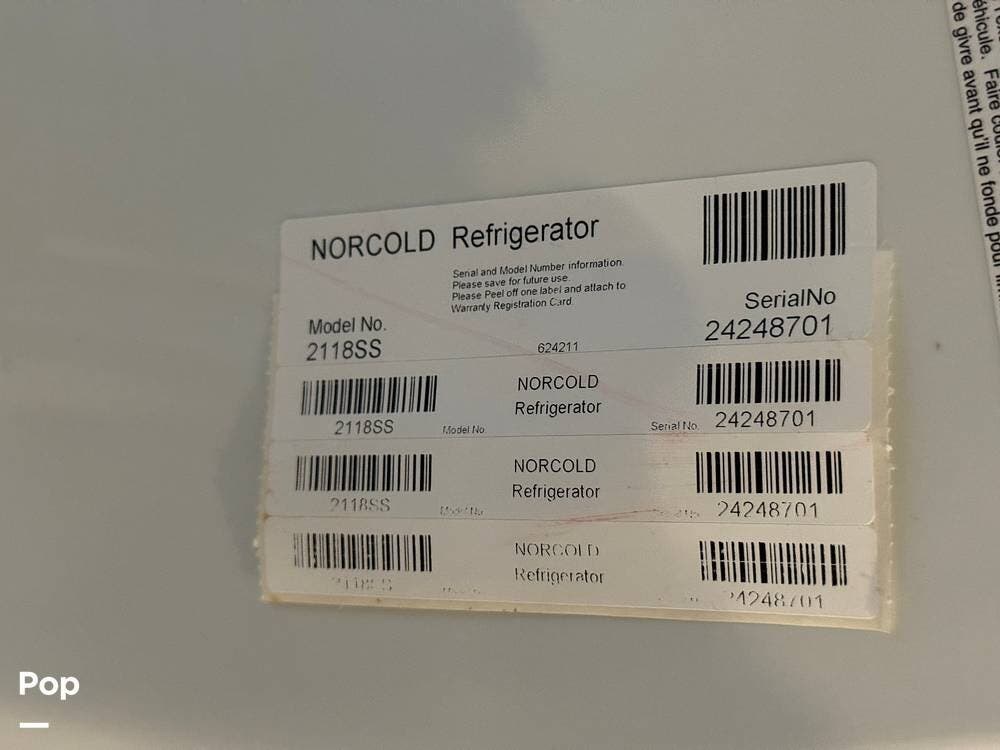 NORCOLD Refrigerator
Serial and Model Number information.
Please save for future use.
Please Peel off one label and attach to
Warranty Registration Card.
Model No.
2118SS
624211
SerialNo
24248701
2118SS
Model No.
NORCOLD
Refrigerator
Serial No.
24248701
2118SS
Model No.
NORCOLD
Refrigerator
24248701
NORCOLD
Refrigerator
24248701
éhicule. Faire
de givre avant qu'il ne fonde pour
Pop